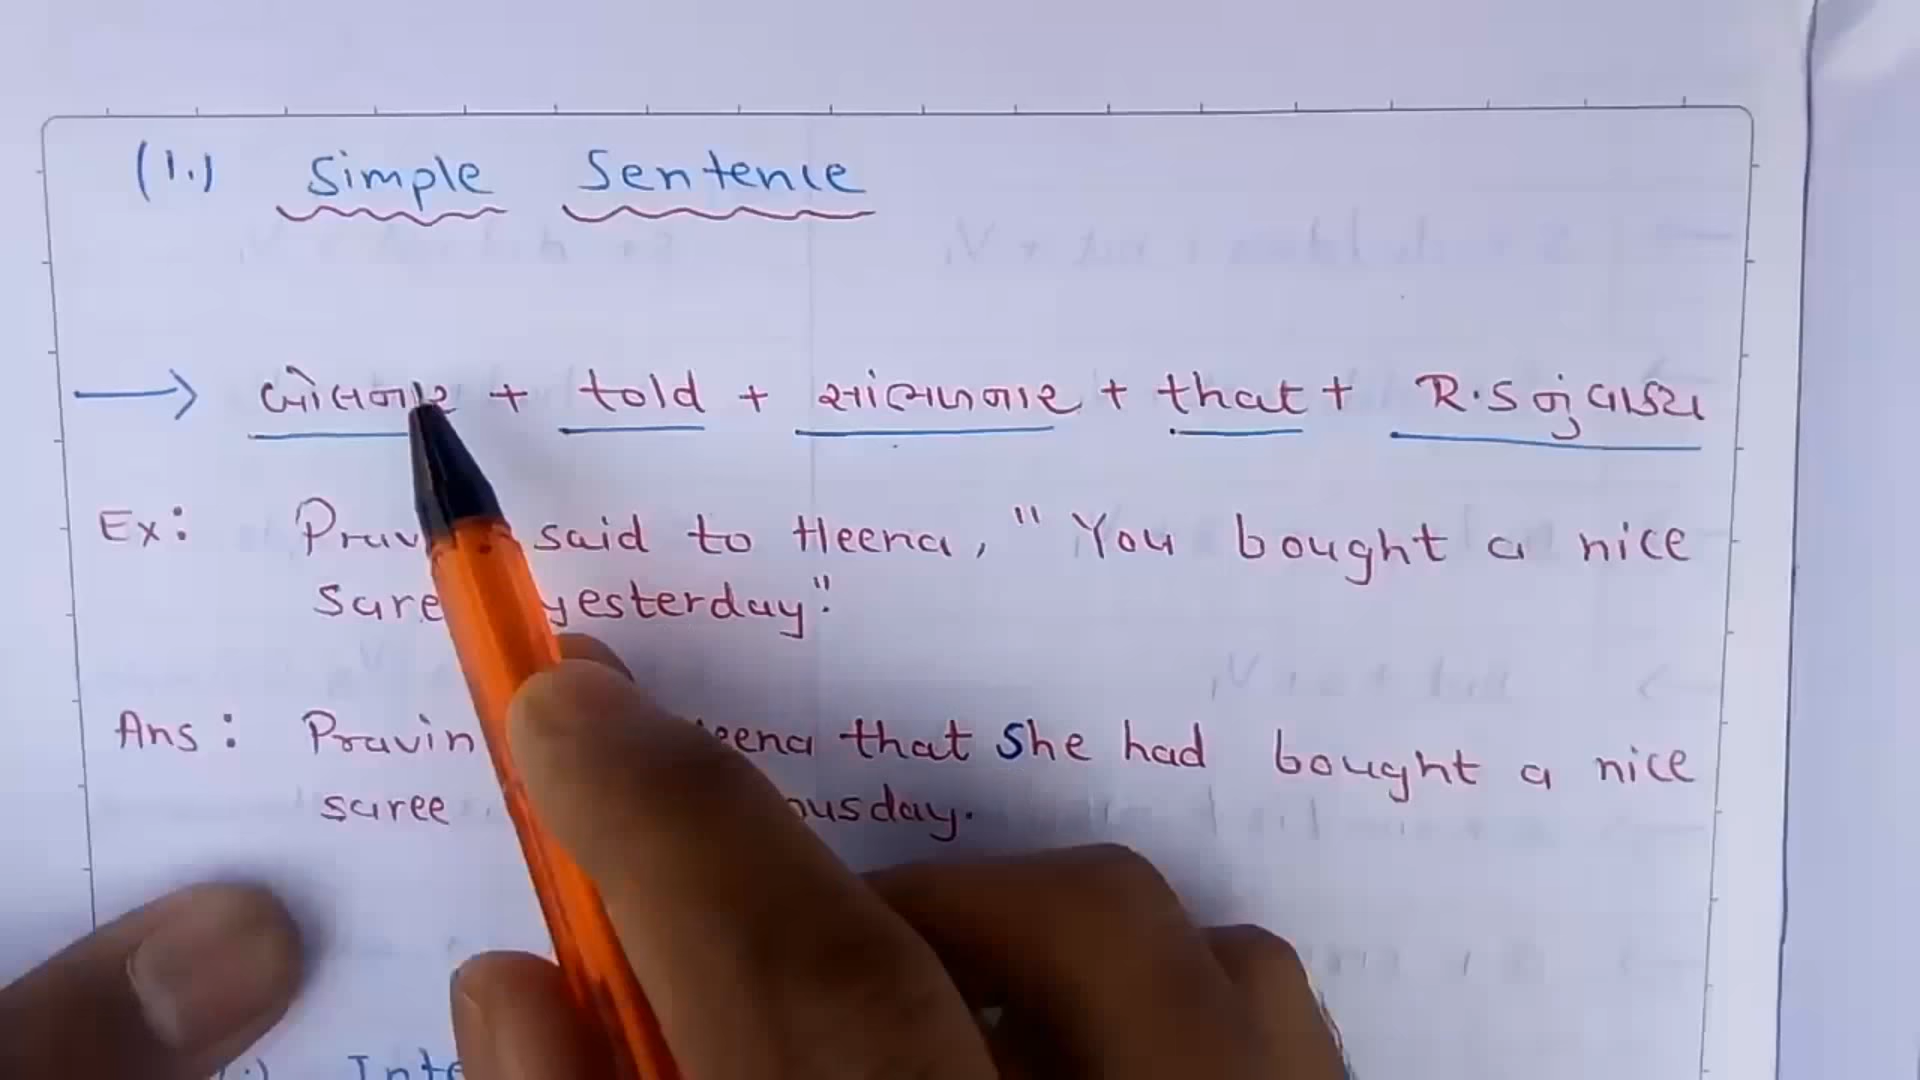 (1.) Simple Sentence
→ બોલનાર + told + સાંભળનાર + that + R.S નું વાક્ય
Ex: said to Heena, "You bought a nice
yesterday".
Ans: Pravin that She had bought a nice
saree